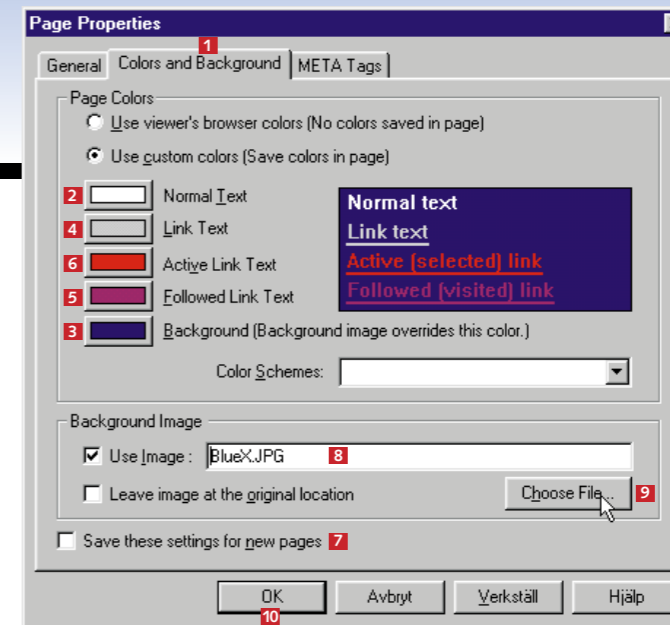 Page Properties
1
General Colors and Background META Tags
Page Colors
Use viewer's browser colors (No colors saved in page)
Use custom colors (Save colors in page)
2 Normal Text
4 Link Text
6 Active Link Text
5 Followed Link Text
3 Background (Background image overrides this color.)
Normal text
Link text
Active (selected) link
Followed (visited) link
Color Schemes:
Background Image
Use Image : BlueX.JPG 8
Leave image at the original location Choose File... 9
Save these settings for new pages 7
OK Avbryt Verkställ Hjälp
10